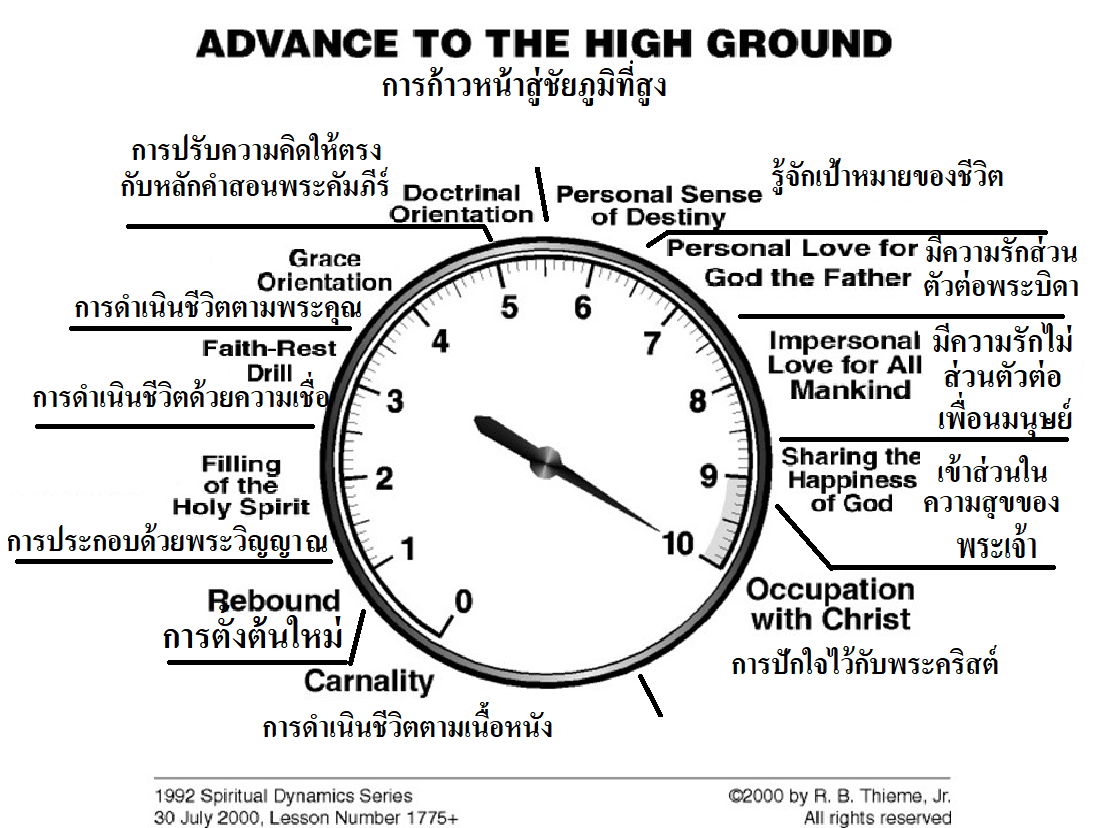 ADVANCE TO THE HIGH GROUND
การก้าวหน้าสู่ชัยภูมิที่สูง
การปรับความคิดให้ตรง
กับหลักคำสอนพระคัมภีร์
Doctrinal
Orientation
Personal Sense
of Destiny
รู้จักเป้าหมายของชีวิต
Grace
Orientation
การดำเนินชีวิตตามพระคุณ
Personal Love for
God the Father
มีความรักส่วน
ตัวต่อพระบิดา
Faith-Rest
Drill
การดำเนินชีวิตด้วยความเชื่อ
Impersonal
Love for All
Mankind
มีความรักไม่
ส่วนตัวต่อ
เพื่อนมนุษย์
Filling
of the
Holy Spirit
การประกอบด้วยพระวิญญาณ
Sharing the
Happiness
of God
เข้าส่วนใน
ความสุขของ
พระเจ้า
Rebound
การตั้งต้นใหม่
Occupation
with Christ
การปักใจไว้กับพระคริสต์
Carnality
การดำเนินชีวิตตามเนื้อหนัง
0
1
2
3
4
5
6
7
8
9
10
1992 Spiritual Dynamics Series
30 July 2000, Lesson Number 1775+
©2000 by R. B. Thieme, Jr.
All rights reserved